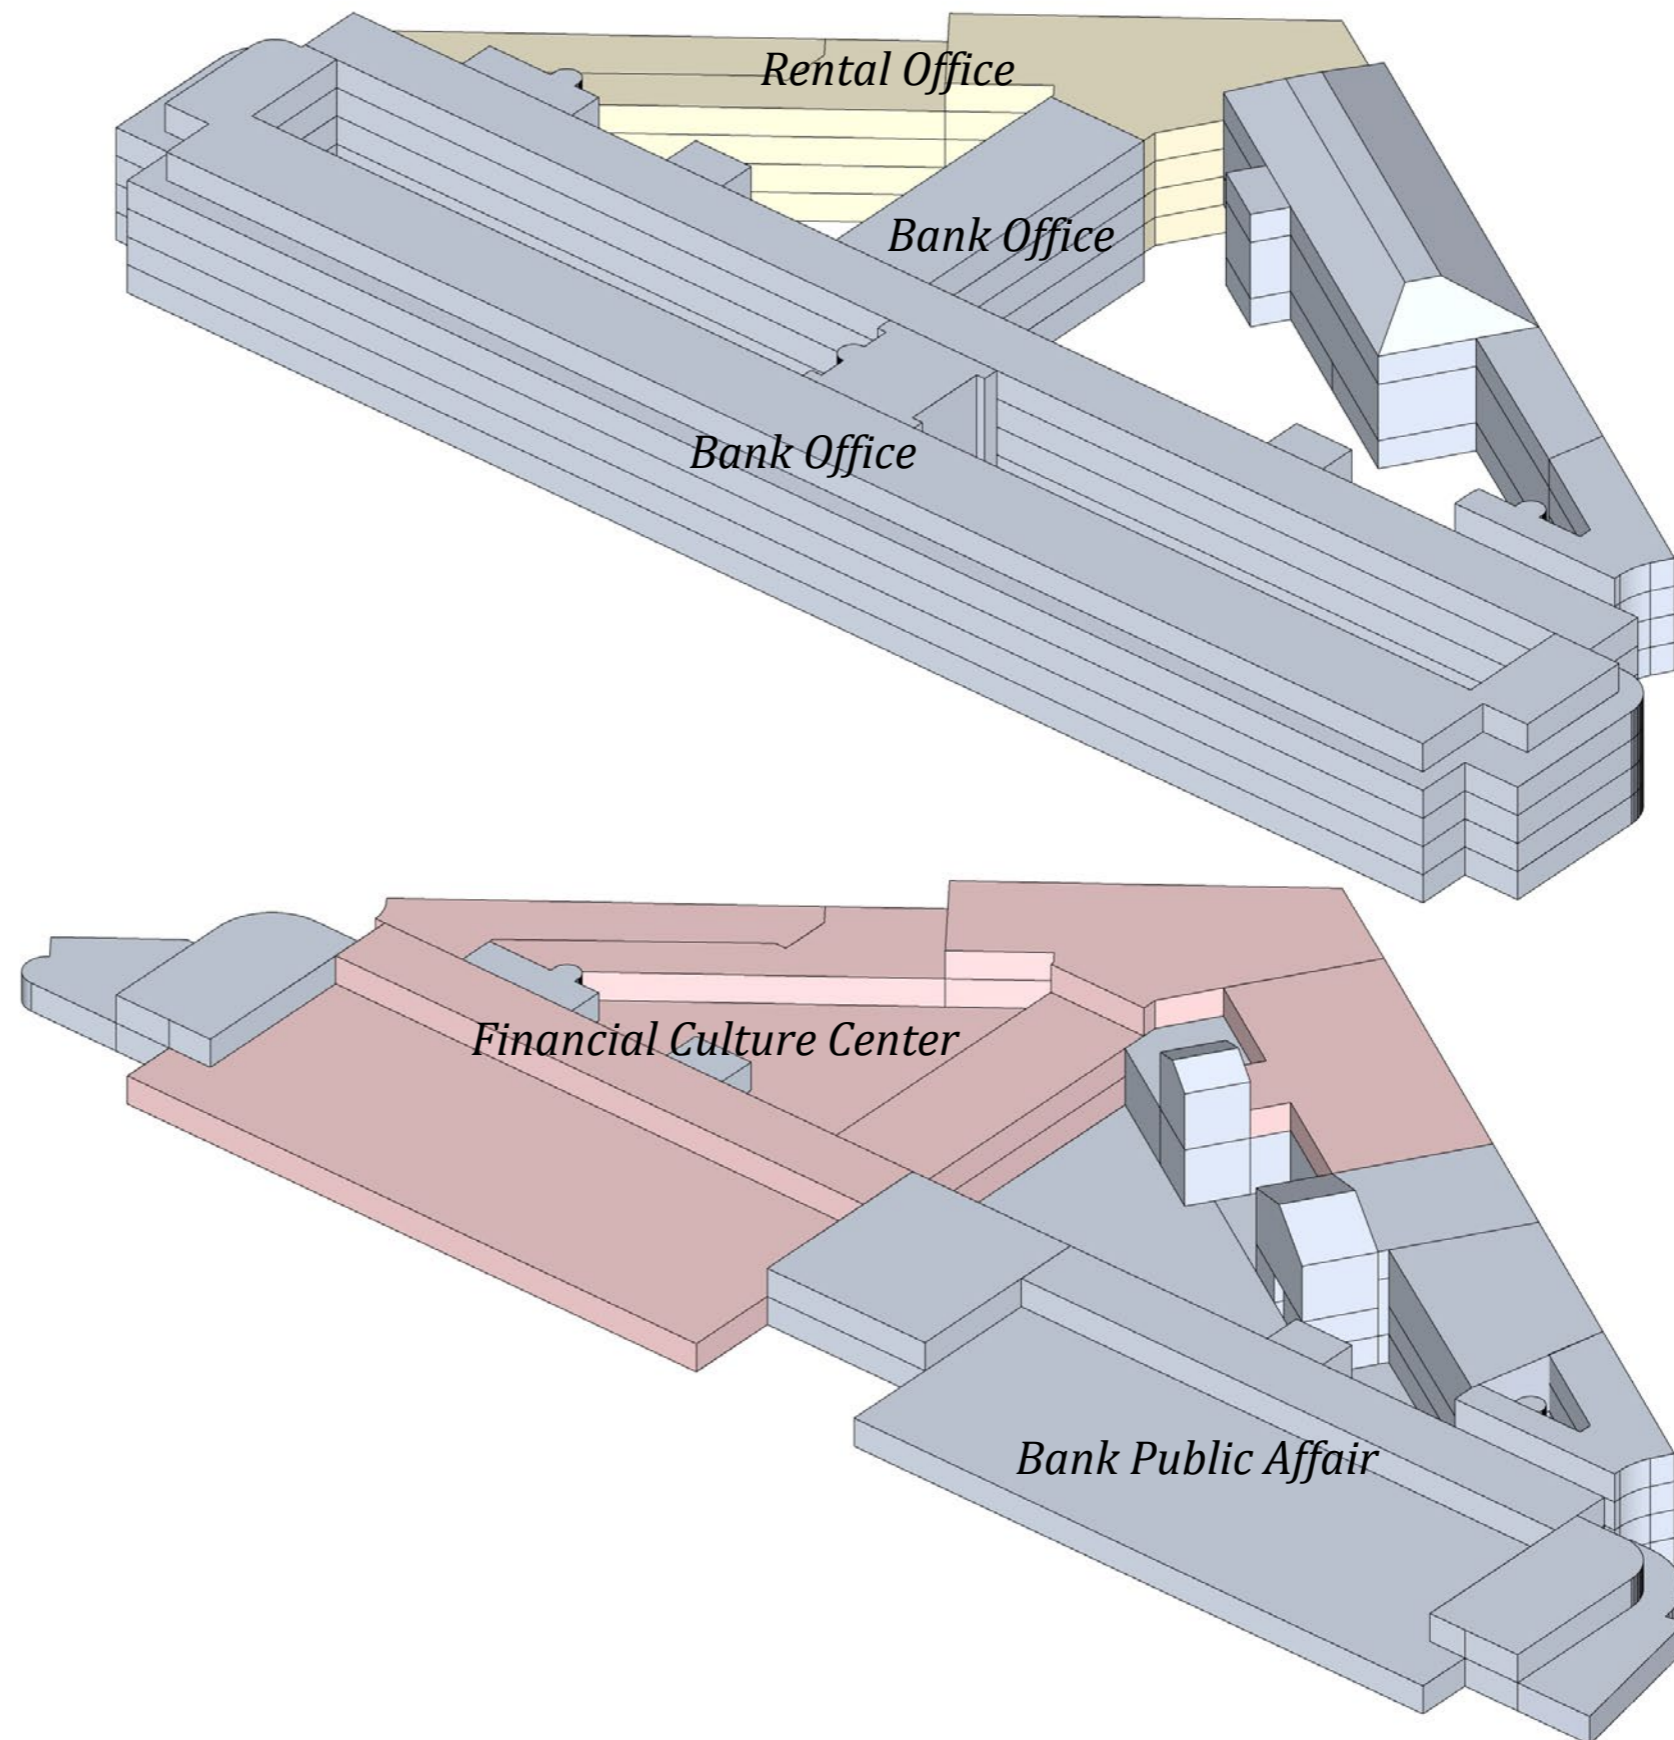 Rental Office
Bank Office
Bank Office
Financial Culture Center
Bank Public Affair